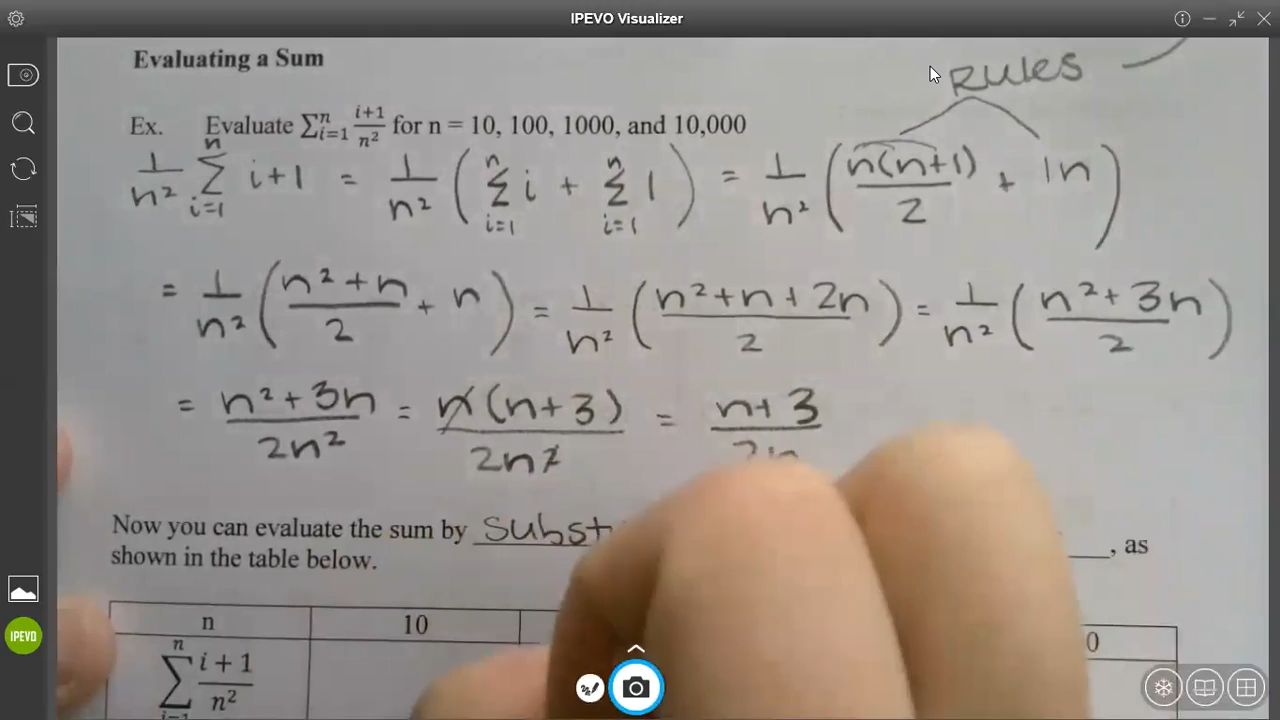 IPEVO Visualizer
Evaluating a Sum
Rules
Ex. Evaluate ∑ⁿᵢ₌₁ (i+1)/n² for n = 10, 100, 1000, and 10,000
1/n² ∑ⁿᵢ₌₁ i+1 = 1/n² (∑ⁿᵢ₌₁ i + ∑ⁿᵢ₌₁ 1) = 1/n² (n(n+1)/2 + 1n)
= 1/n² ((n²+n)/2 + n) = 1/n² ((n²+n+2n)/2) = 1/n² ((n²+3n)/2)
= (n²+3n)/2n² = n(n+3)/2n² = (n+3)/2n
Now you can evaluate the sum by , as
shown in the table below.
n 10
∑ⁿᵢ₌₁ (i+1)/n²
IPEVO